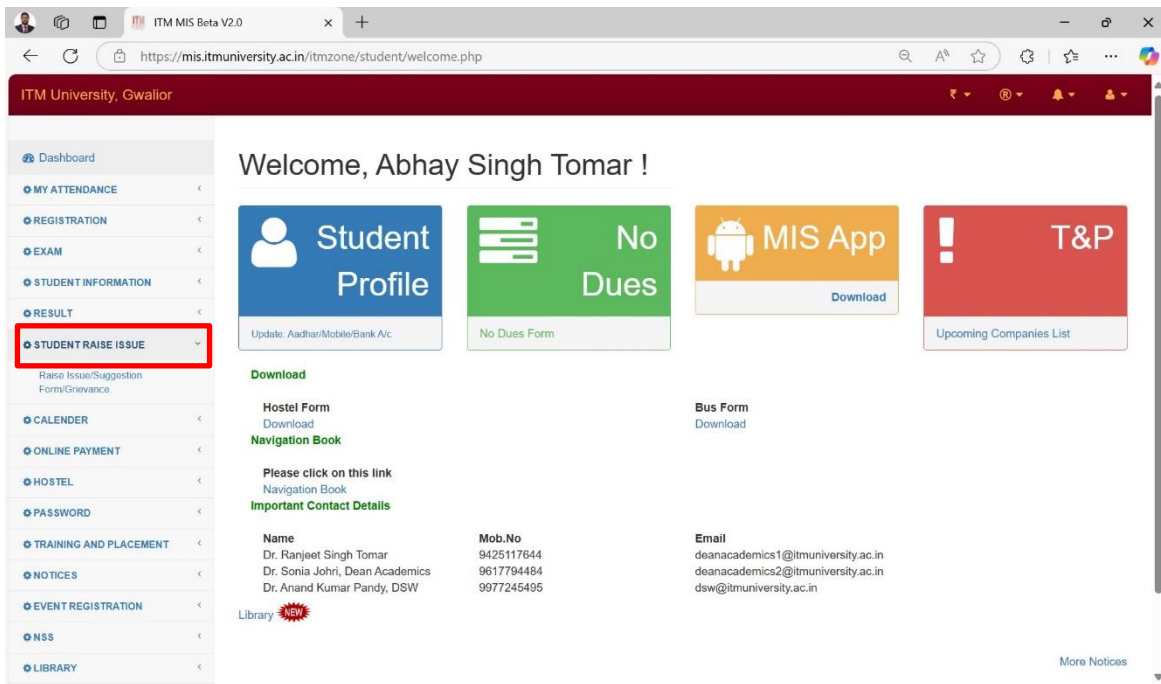 ITM MIS Beta V2.0
https://mis.itmuniversity.ac.in/itmzone/student/welcome.php
ITM University, Gwalior
Dashboard
MY ATTENDANCE
REGISTRATION
EXAM
STUDENT INFORMATION
RESULT
STUDENT RAISE ISSUE
Raise Issue/Suggestion
Form/Grievance
CALENDER
ONLINE PAYMENT
HOSTEL
PASSWORD
TRAINING AND PLACEMENT
NOTICES
EVENT REGISTRATION
NSS
LIBRARY
Welcome, Abhay Singh Tomar !
Student
Profile
Update: Aadhar/Mobile/Bank A/c
No
Dues
No Dues Form
MIS App
Download
T&P
Upcoming Companies List
Download
Hostel Form Bus Form
Download Download
Navigation Book
Please click on this link
Navigation Book
Important Contact Details
Name Mob.No Email
Dr. Ranjeet Singh Tomar 9425117644 deanacademics1@itmuniversity.ac.in
Dr. Sonia Johri, Dean Academics 9617794484 deanacademics2@itmuniversity.ac.in
Dr. Anand Kumar Pandy, DSW 9977245495 dsw@itmuniversity.ac.in
Library NEW
More Notices